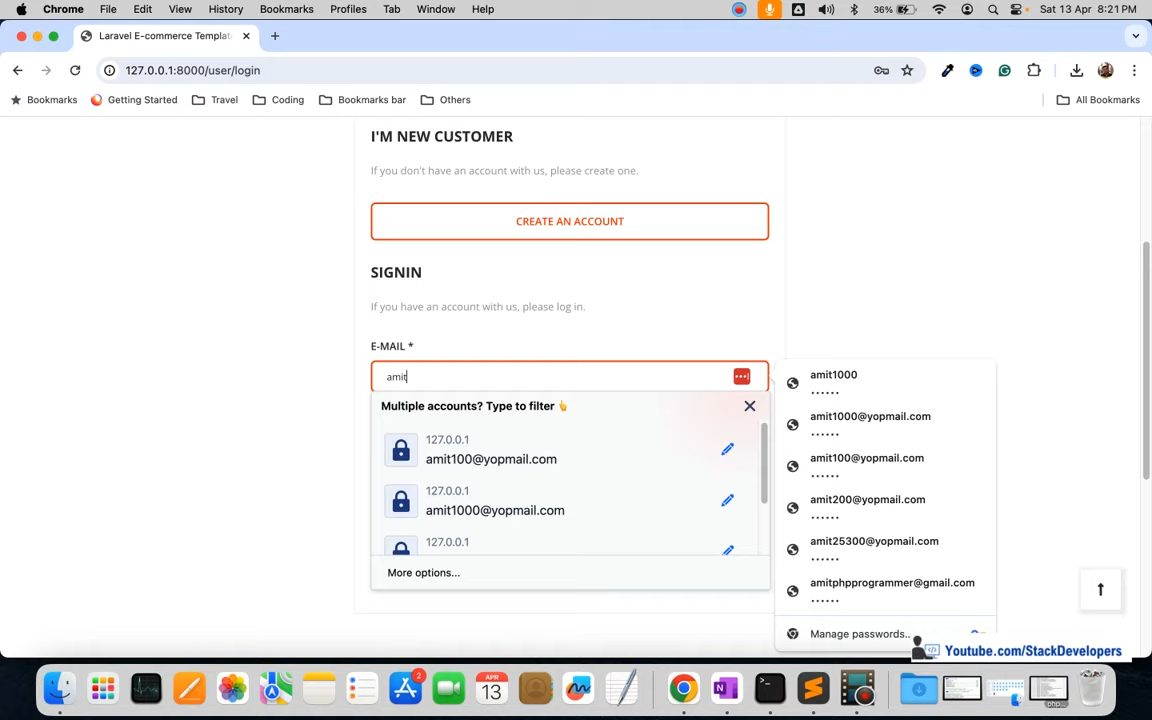 Chrome File Edit View History Bookmarks Profiles Tab Window Help 36% Sat 13 Apr 8:21 PM
Laravel E-commerce Templat
127.0.0.1:8000/user/login
Bookmarks Getting Started Travel Coding Bookmarks bar Others All Bookmarks
I'M NEW CUSTOMER
If you don't have an account with us, please create one.
CREATE AN ACCOUNT
SIGNIN
If you have an account with us, please log in.
E-MAIL *
amit
Multiple accounts? Type to filter 👆
127.0.0.1
amit100@yopmail.com
127.0.0.1
amit1000@yopmail.com
127.0.0.1
More options...
amit1000
••••••
amit1000@yopmail.com
••••••
amit100@yopmail.com
••••••
amit200@yopmail.com
••••••
amit25300@yopmail.com
••••••
amitphpprogrammer@gmail.com
••••••
Manage passwords...
Youtube.com/StackDevelopers
2
APR
13
php